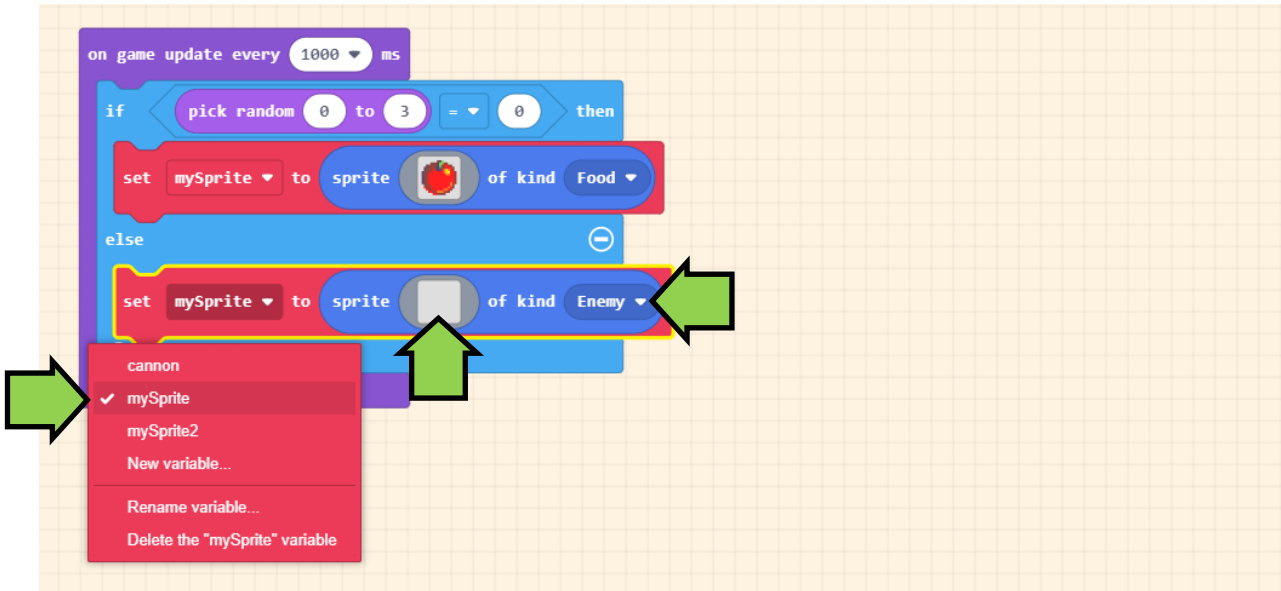 on game update every 1000 ms
if pick random 0 to 3 = 0 then
set mySprite to sprite of kind Food
else
set mySprite to sprite of kind Enemy
cannon
mySprite
mySprite2
New variable...
Rename variable...
Delete the "mySprite" variable